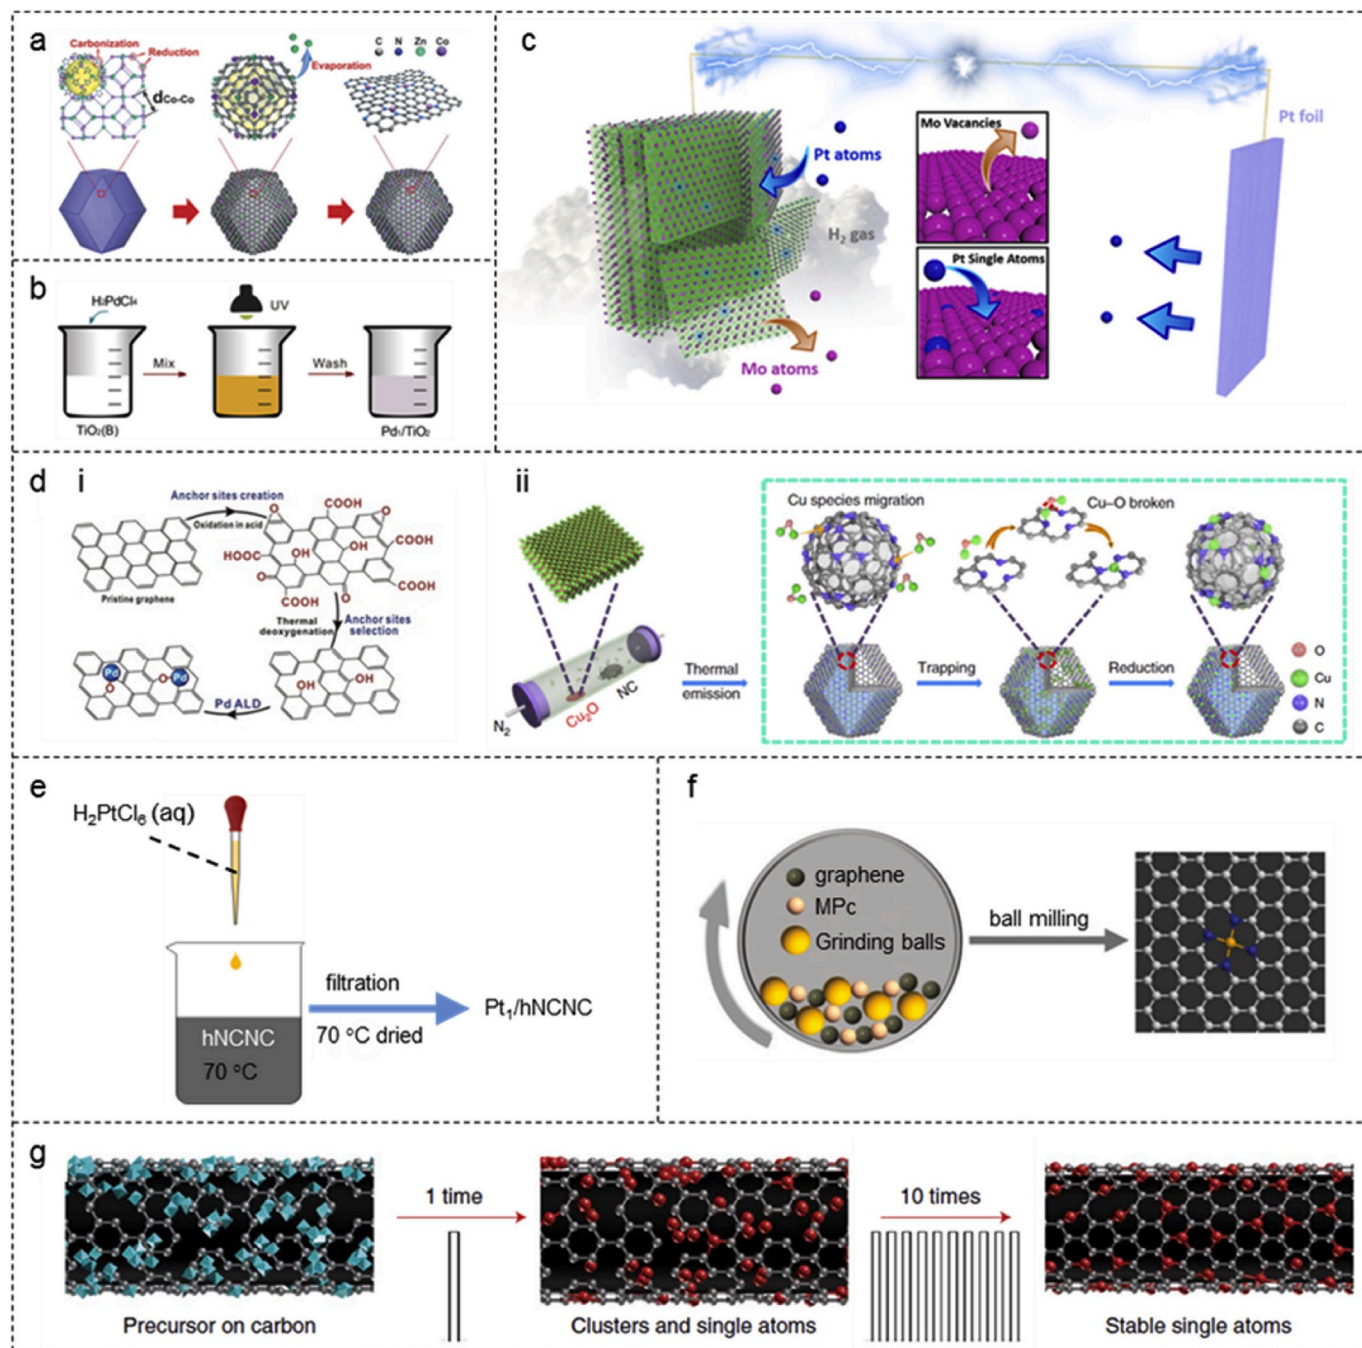 a
Carbonization
Reduction
dCo-Co
C N Zn Co
Evaporation
b
H2PdCl4
UV
Mix
Wash
TiO2(B)
Pd1/TiO2
c
Pt foil
Pt atoms
Mo Vacancies
H2 gas
Pt Single Atoms
Mo atoms
d i
Anchor sites creation
Oxidation in acid
Pristine graphene
COOH
O
O
HOOC
OH
OH
COOH
O
O
COOH
COOH
Thermal
deoxygenation
Anchor sites
selection
Pd
O
O
Pd
Pd ALD
OH
OH
ii
N2
Cu2O
NC
Thermal
emission
Cu species migration
Cu–O broken
Trapping
Reduction
O
Cu
N
C
e
H2PtCl6 (aq)
hNCNC
70 °C
filtration
70 °C dried
Pt1/hNCNC
f
graphene
MPc
Grinding balls
ball milling
g
1 time
10 times
Precursor on carbon
Clusters and single atoms
Stable single atoms